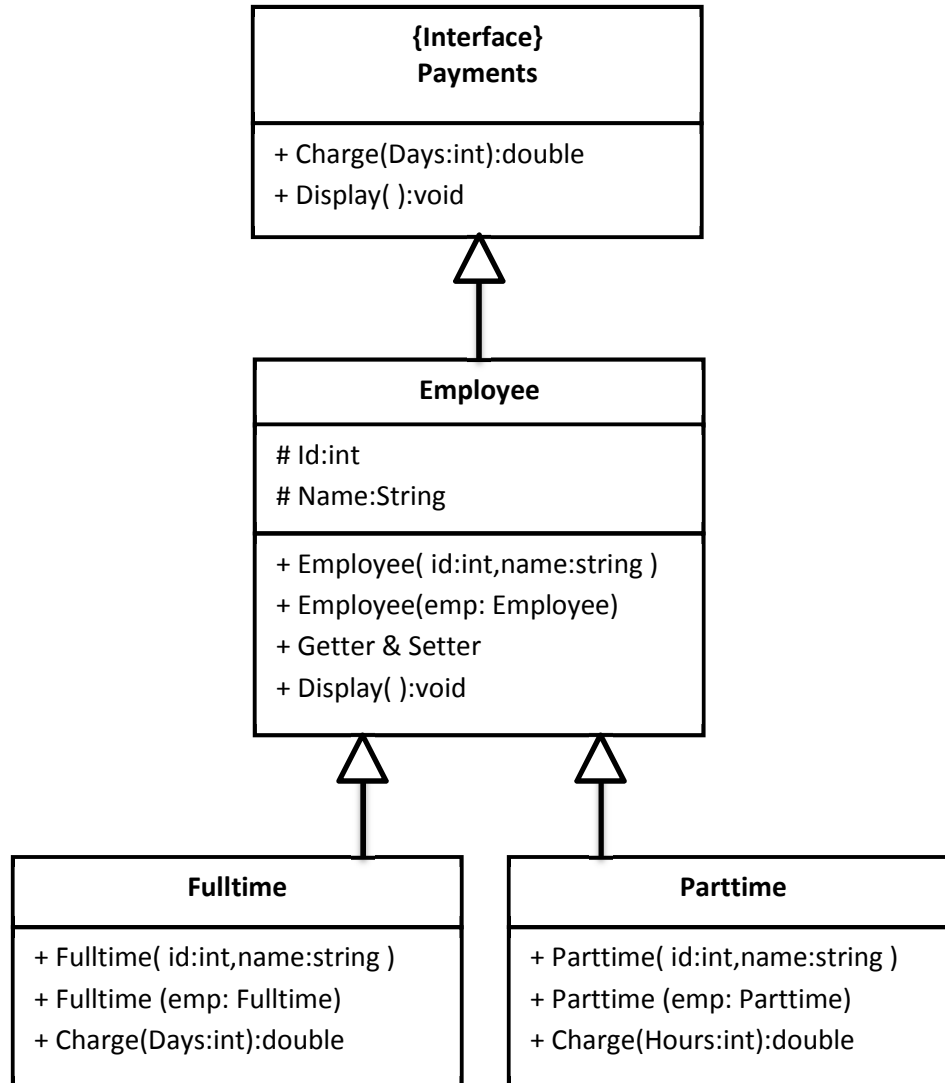 {Interface}
Payments
+ Charge(Days:int):double
+ Display( ):void
Employee
# Id:int
# Name:String
+ Employee( id:int,name:string )
+ Employee(emp: Employee)
+ Getter & Setter
+ Display( ):void
Fulltime
+ Fulltime( id:int,name:string )
+ Fulltime (emp: Fulltime)
+ Charge(Days:int):double
Parttime
+ Parttime( id:int,name:string )
+ Parttime (emp: Parttime)
+ Charge(Hours:int):double